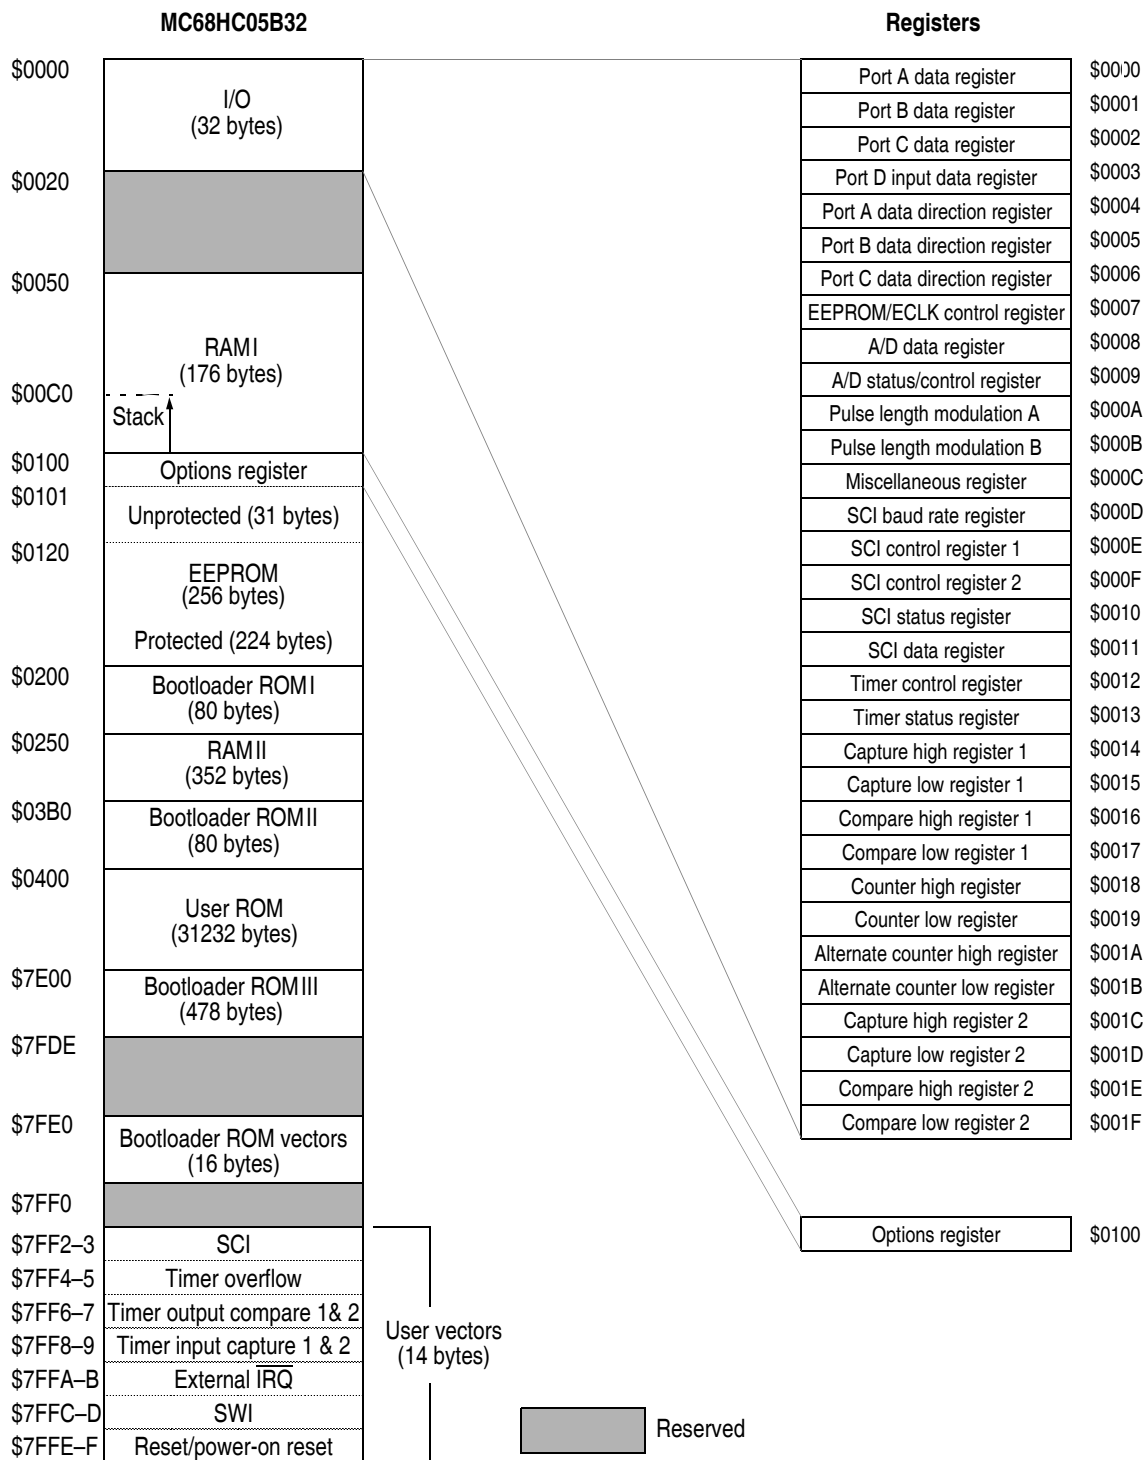 MC68HC05B32
$0000
I/O
(32 bytes)
$0020
$0050
RAMI
(176 bytes)
$00C0
Stack
$0100
Options register
$0101
Unprotected (31 bytes)
$0120
EEPROM
(256 bytes)
Protected (224 bytes)
$0200
Bootloader ROMI
(80 bytes)
$0250
RAMII
(352 bytes)
$03B0
Bootloader ROMII
(80 bytes)
$0400
User ROM
(31232 bytes)
$7E00
Bootloader ROMIII
(478 bytes)
$7FDE
$7FE0
Bootloader ROM vectors
(16 bytes)
$7FF0
$7FF2–3 SCI
$7FF4–5 Timer overflow
$7FF6–7 Timer output compare 1& 2
$7FF8–9 Timer input capture 1 & 2
$7FFA–B External IRQ
$7FFC–D SWI
$7FFE–F Reset/power-on reset
User vectors
(14 bytes)
Reserved
Registers
Port A data register $0000
Port B data register $0001
Port C data register $0002
Port D input data register $0003
Port A data direction register $0004
Port B data direction register $0005
Port C data direction register $0006
EEPROM/ECLK control register $0007
A/D data register $0008
A/D status/control register $0009
Pulse length modulation A $000A
Pulse length modulation B $000B
Miscellaneous register $000C
SCI baud rate register $000D
SCI control register 1 $000E
SCI control register 2 $000F
SCI status register $0010
SCI data register $0011
Timer control register $0012
Timer status register $0013
Capture high register 1 $0014
Capture low register 1 $0015
Compare high register 1 $0016
Compare low register 1 $0017
Counter high register $0018
Counter low register $0019
Alternate counter high register $001A
Alternate counter low register $001B
Capture high register 2 $001C
Capture low register 2 $001D
Compare high register 2 $001E
Compare low register 2 $001F
Options register $0100